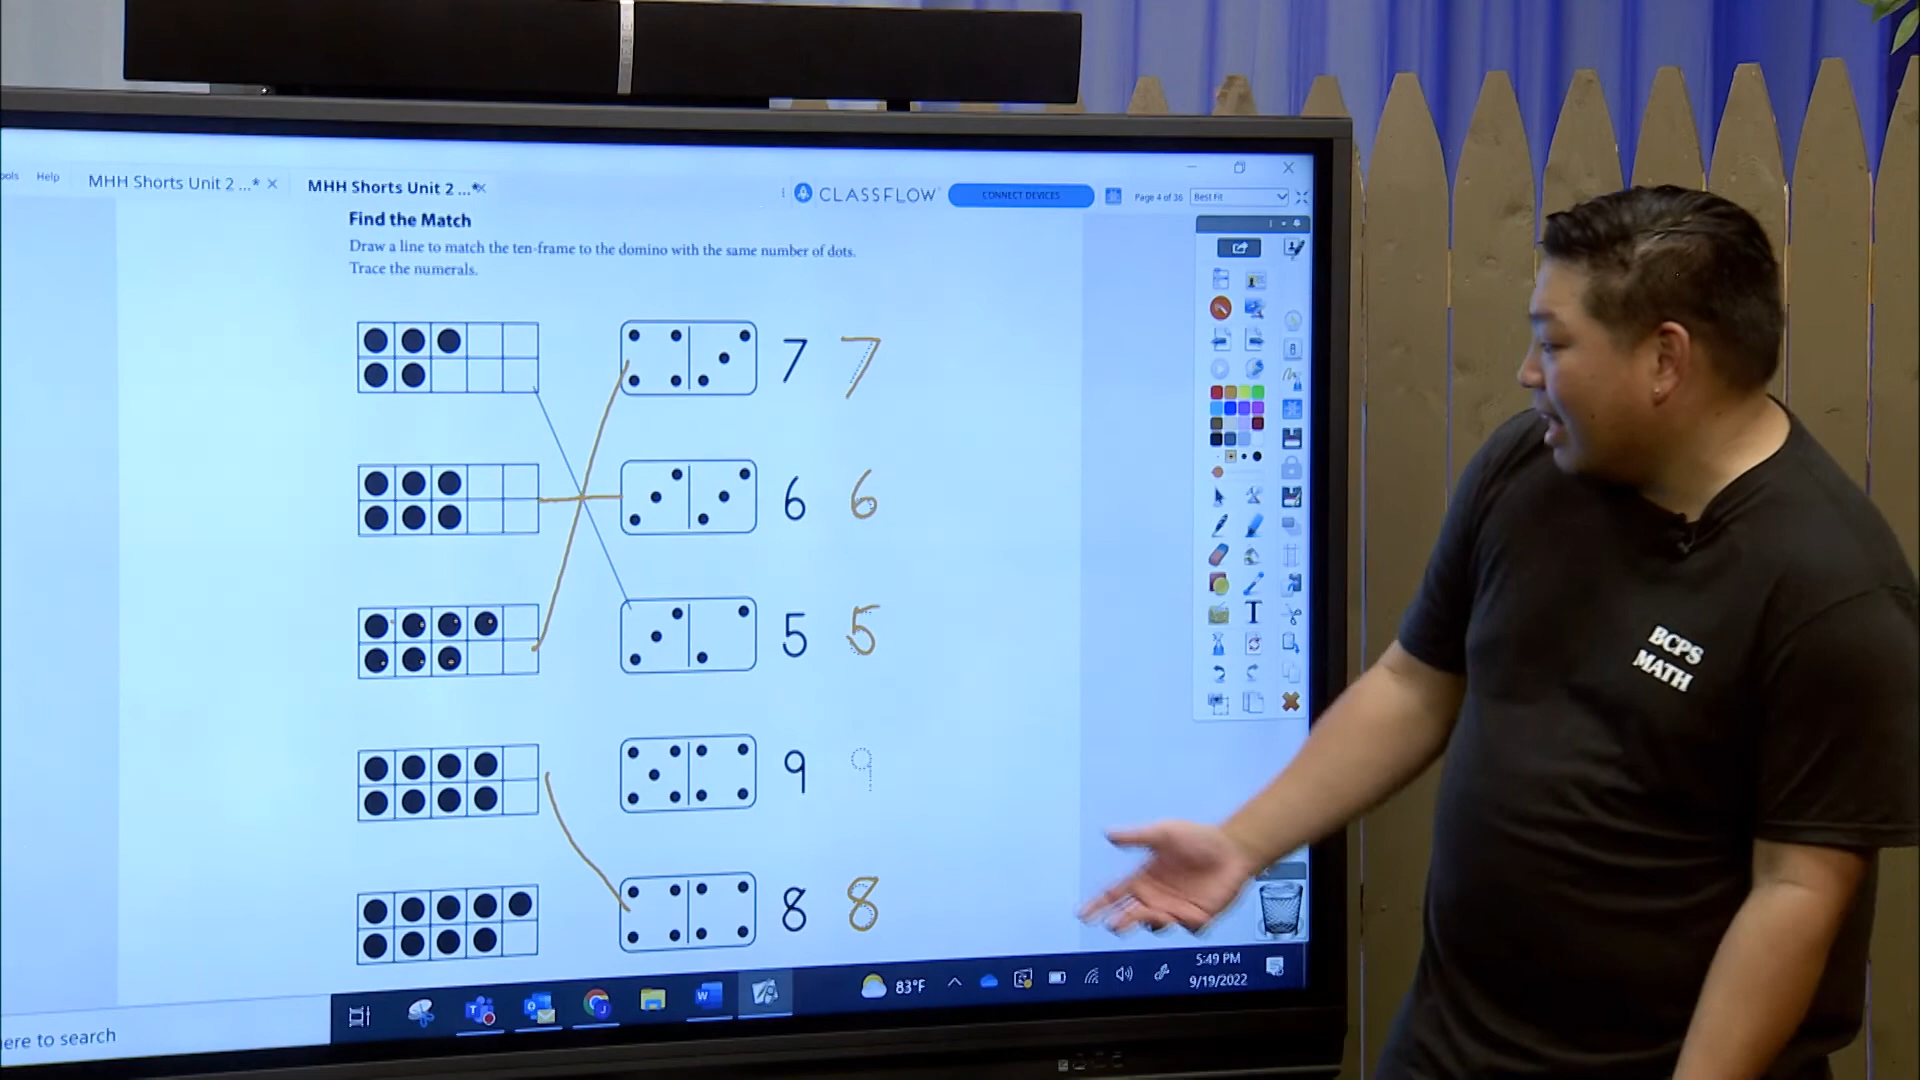 ools Help MHH Shorts Unit 2 ...* MHH Shorts Unit 2 ...*
CLASSFLOW CONNECT DEVICES Page 4 of 36 Best Fit
Find the Match
Draw a line to match the ten-frame to the domino with the same number of dots.
Trace the numerals.
7 7
6 6
5 5
9 9
8 8
T
BCPS
MATH
83°F
5:49 PM
9/19/2022
ere to search